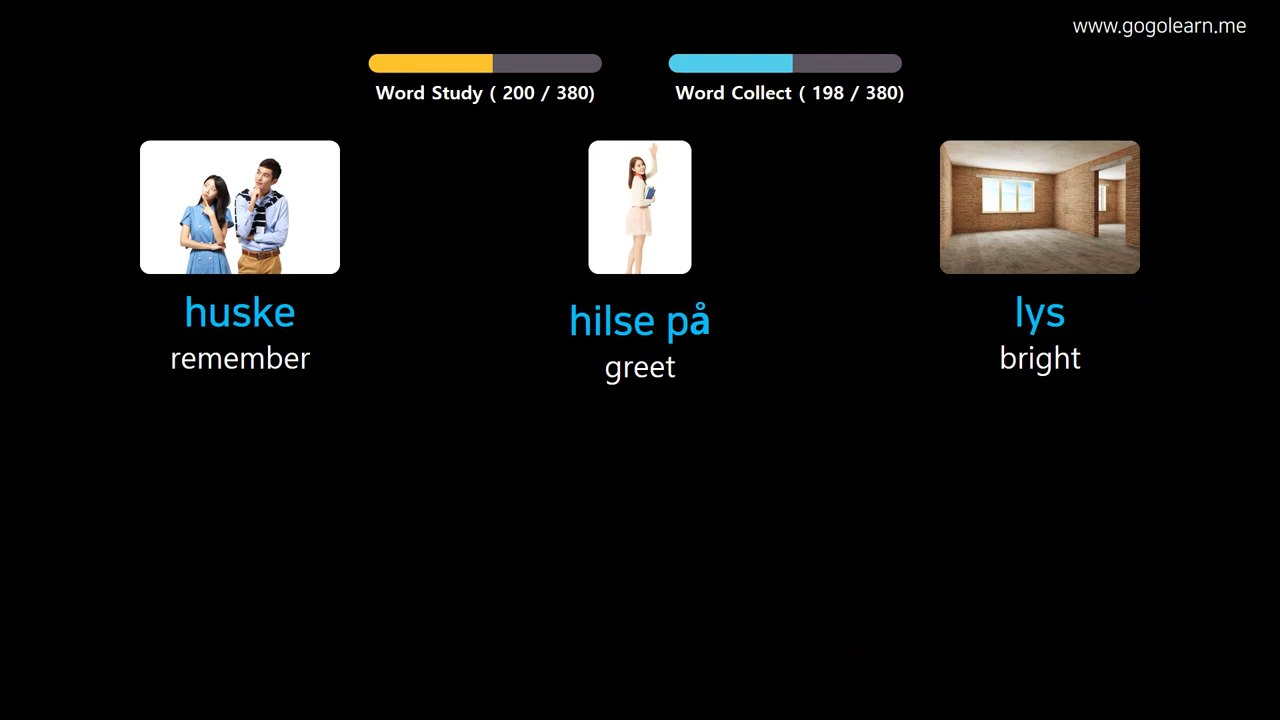 www.gogolearn.me
Word Study ( 200 / 380)
Word Collect ( 198 / 380)
huske
remember
hilse på
greet
lys
bright